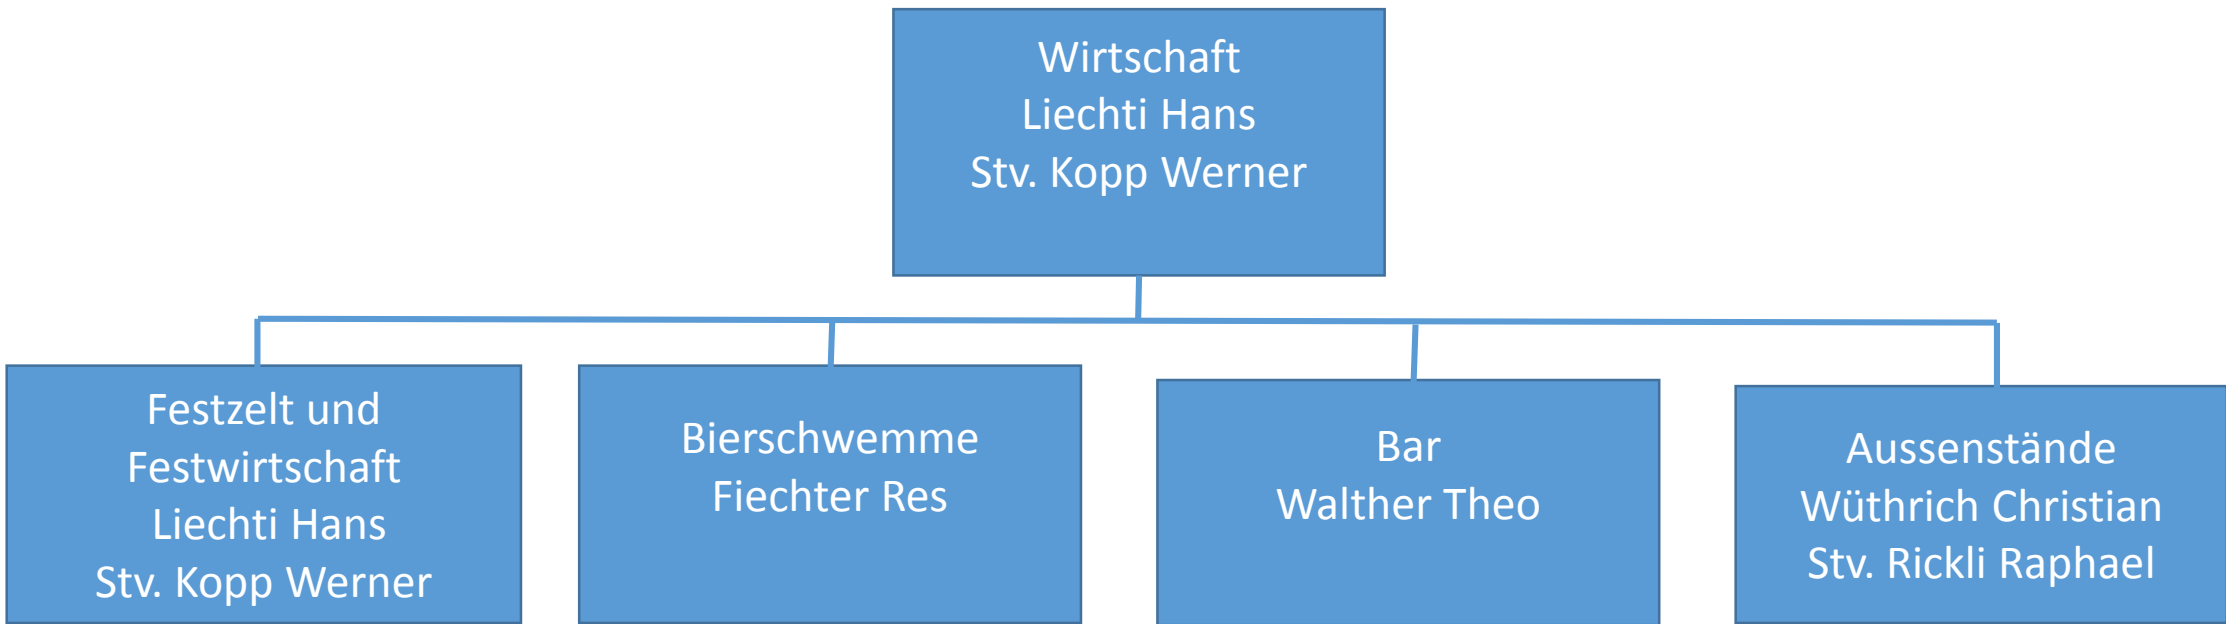 Wirtschaft
Liechti Hans
Stv. Kopp Werner
Festzelt und
Festwirtschaft
Liechti Hans
Stv. Kopp Werner
Bierschwemme
Fiechter Res
Bar
Walther Theo
Aussenstände
Wüthrich Christian
Stv. Rickli Raphael